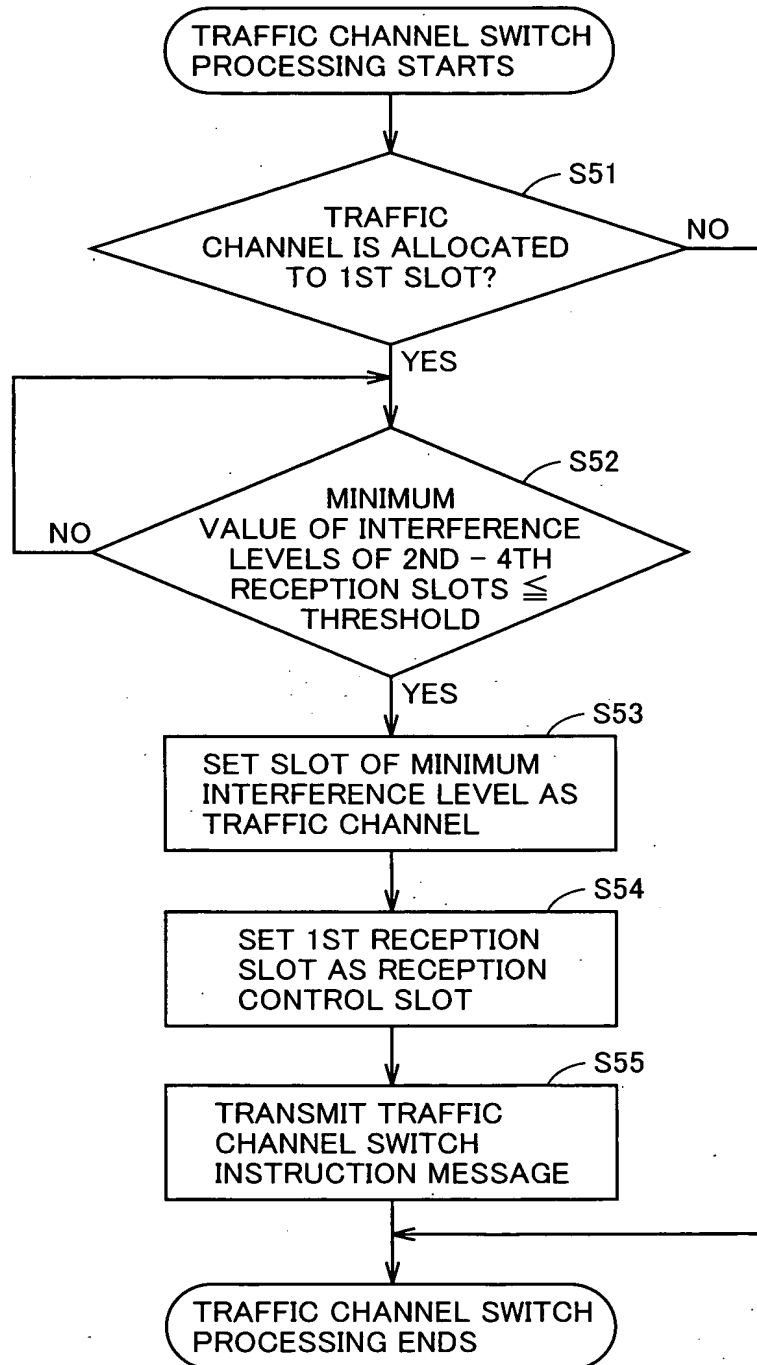 TRAFFIC CHANNEL SWITCH
PROCESSING STARTS
S51
TRAFFIC
CHANNEL IS ALLOCATED
TO 1ST SLOT?
NO
YES
S52
MINIMUM
VALUE OF INTERFERENCE
LEVELS OF 2ND – 4TH
RECEPTION SLOTS ≦
THRESHOLD
NO
YES
S53
SET SLOT OF MINIMUM
INTERFERENCE LEVEL AS
TRAFFIC CHANNEL
S54
SET 1ST RECEPTION
SLOT AS RECEPTION
CONTROL SLOT
S55
TRANSMIT TRAFFIC
CHANNEL SWITCH
INSTRUCTION MESSAGE
TRAFFIC CHANNEL SWITCH
PROCESSING ENDS